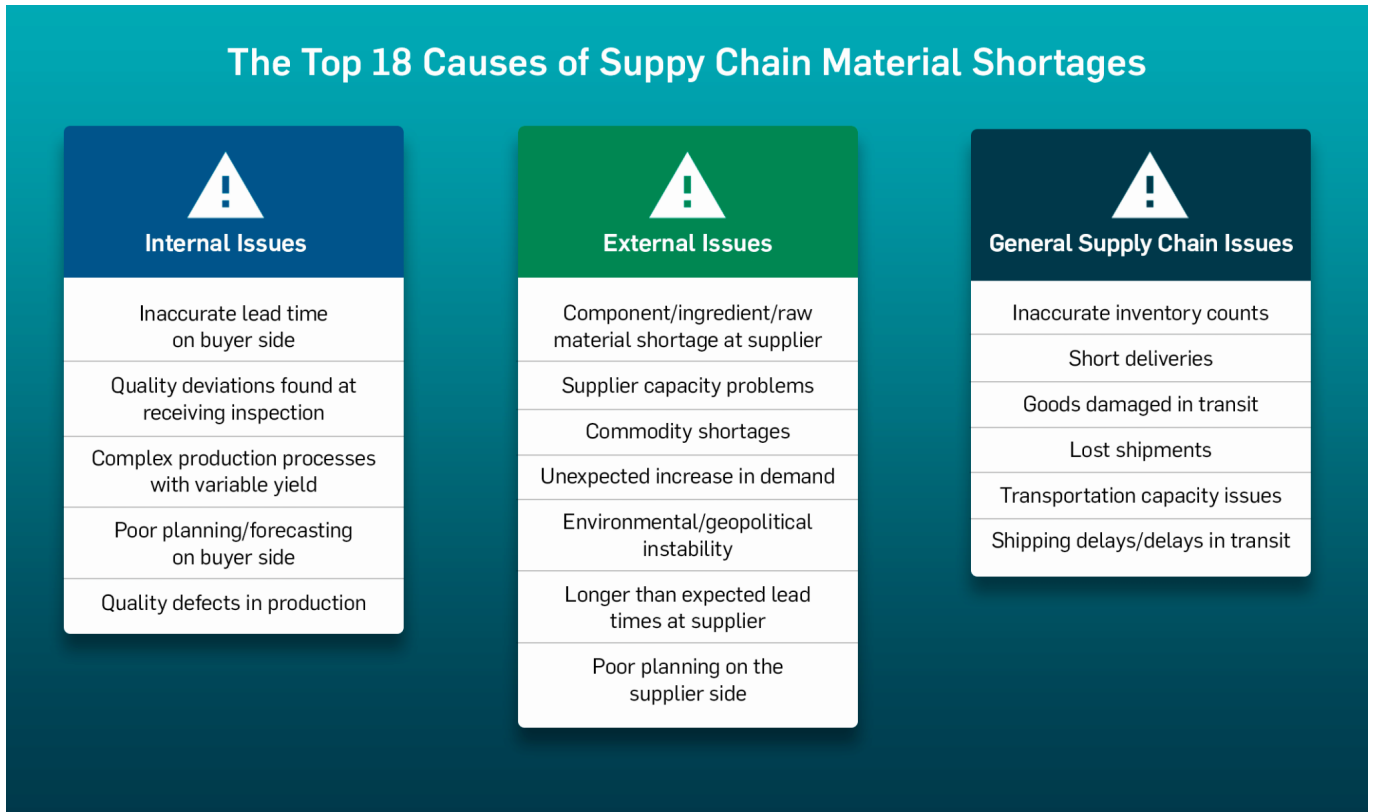 The Top 18 Causes of Suppy Chain Material Shortages
Internal Issues
Inaccurate lead time
on buyer side
Quality deviations found at
receiving inspection
Complex production processes
with variable yield
Poor planning/forecasting
on buyer side
Quality defects in production
External Issues
Component/ingredient/raw
material shortage at supplier
Supplier capacity problems
Commodity shortages
Unexpected increase in demand
Environmental/geopolitical
instability
Longer than expected lead
times at supplier
Poor planning on the
supplier side
General Supply Chain Issues
Inaccurate inventory counts
Short deliveries
Goods damaged in transit
Lost shipments
Transportation capacity issues
Shipping delays/delays in transit